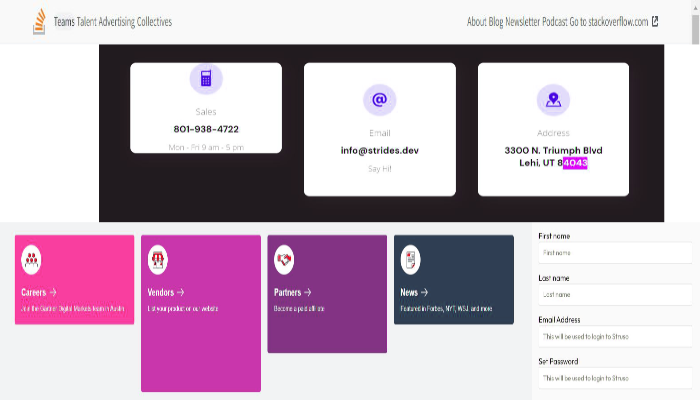 Teams Talent Advertising Collectives
About Blog Newsletter Podcast Go to stackoverflow.com
Sales
801-938-4722
Mon - Fri 9 am - 5 pm
@
Email
info@strides.dev
Say Hi!
Address
3300 N. Triumph Blvd
Lehi, UT 84043
Careers →
Join the Gartner Digital Markets team in Austin
Vendors →
List your product on our website
Partners →
Become a paid affiliate
News →
Featured in Forbes, NYT, WSJ, and more
First name
First name
Last name
Last name
Email Address
This will be used to login to Struso
Set Password
This will be used to login to Struso